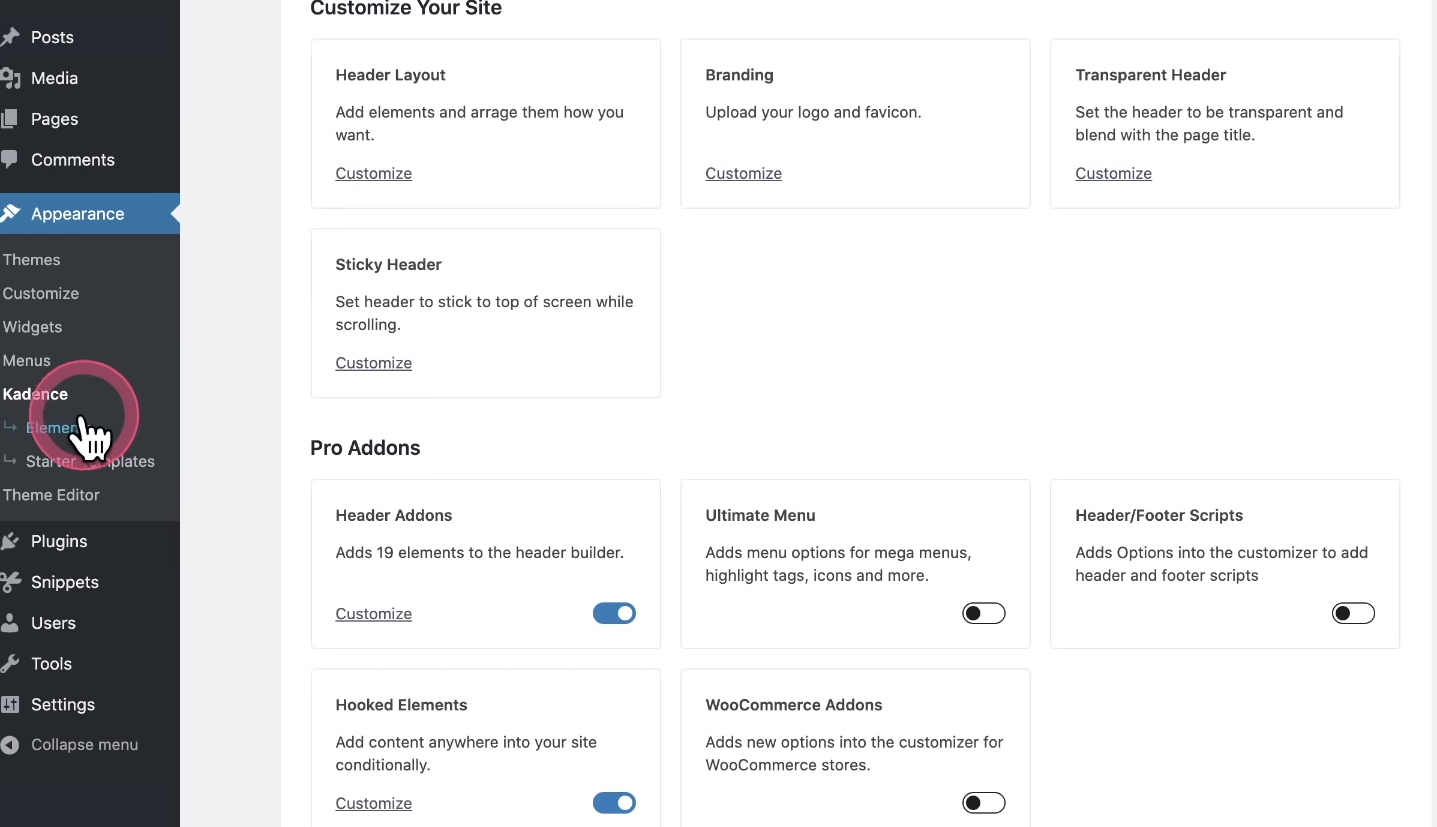 Posts
Media
Pages
Comments
Appearance
Themes
Customize
Widgets
Menus
Kadence
Starter
Theme Editor
Plugins
Snippets
Users
Tools
Settings
Collapse menu
Customize Your Site
Header Layout
Add elements and arrage them how you
want.
Customize
Branding
Upload your logo and favicon.
Customize
Transparent Header
Set the header to be transparent and
blend with the page title.
Customize
Sticky Header
Set header to stick to top of screen while
scrolling.
Customize
Pro Addons
Header Addons
Adds 19 elements to the header builder.
Customize
Ultimate Menu
Adds menu options for mega menus,
highlight tags, icons and more.
Header/Footer Scripts
Adds Options into the customizer to add
header and footer scripts
Hooked Elements
Add content anywhere into your site
conditionally.
Customize
WooCommerce Addons
Adds new options into the customizer for
WooCommerce stores.